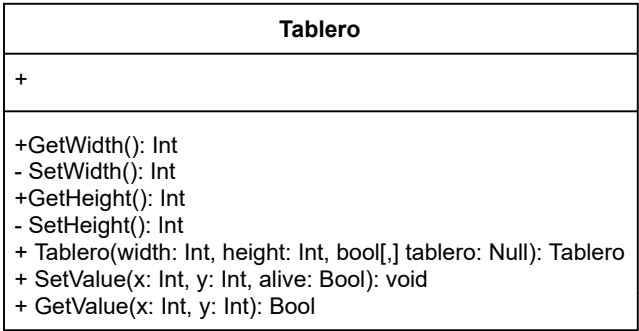 Tablero
+
+GetWidth(): Int
- SetWidth(): Int
+GetHeight(): Int
- SetHeight(): Int
+ Tablero(width: Int, height: Int, bool[,] tablero: Null): Tablero
+ SetValue(x: Int, y: Int, alive: Bool): void
+ GetValue(x: Int, y: Int): Bool